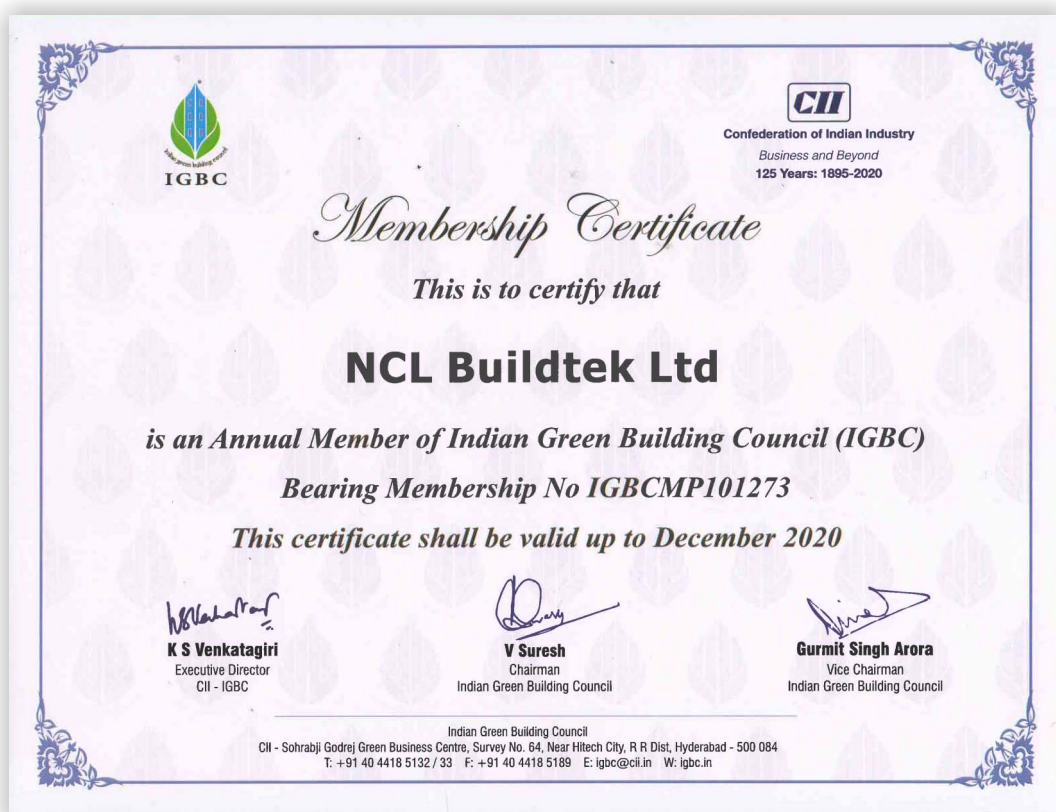 indian green building council
IGBC
CII
Confederation of Indian Industry
Business and Beyond
125 Years: 1895-2020
Membership Certificate
This is to certify that
NCL Buildtek Ltd
is an Annual Member of Indian Green Building Council (IGBC)
Bearing Membership No IGBCMP101273
This certificate shall be valid up to December 2020
K S Venkatagiri
Executive Director
CII - IGBC
V Suresh
Chairman
Indian Green Building Council
Gurmit Singh Arora
Vice Chairman
Indian Green Building Council
Indian Green Building Council
CII - Sohrabji Godrej Green Business Centre, Survey No. 64, Near Hitech City, R R Dist, Hyderabad - 500 084
T: +91 40 4418 5132 / 33 F: +91 40 4418 5189 E: igbc@cii.in W: igbc.in